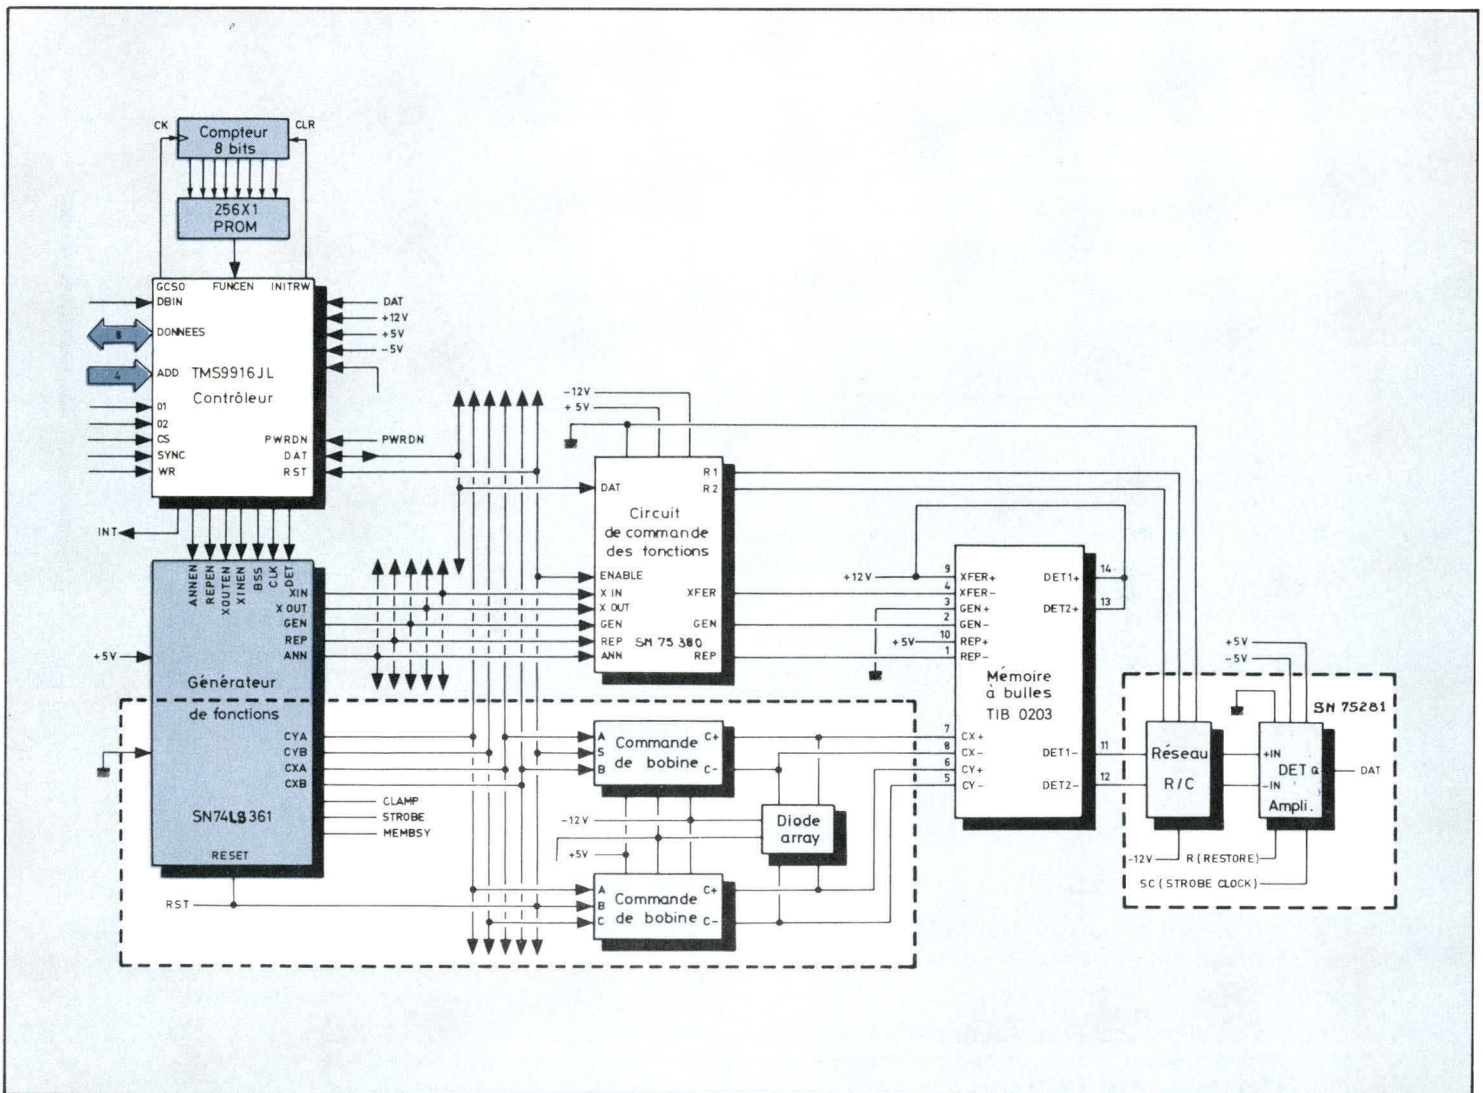 CK
Compteur
8 bits
CLR
256X1
PROM
GCSO FUNCEN INITRW
DBIN
DONNEES
8
ADD
4
TMS9916JL
Contrôleur
01
02
CS
SYNC
WR
DAT
+12V
+5V
-5V
PWRDN
DAT
RST
PWRDN
INT
ANNEN
REPEN
XOUTEN
XINEN
BSS
CLK
DET
XIN
X OUT
GEN
REP
ANN
+5V
Générateur
de fonctions
CYA
CYB
CXA
CXB
CLAMP
STROBE
MEMBSY
SN74LS361
RESET
RST
-12V
+5V
DAT
R1
R2
Circuit
de commande
des fonctions
ENABLE
X IN
X OUT
GEN
REP
ANN
XFER
GEN
REP
SM 75 380
A
S
B
Commande
de bobine
C+
C-
-12V
+5V
Diode
array
A
B
C
Commande
de bobine
C+
C-
+12V
+5V
9 XFER+
4 XFER-
3 GEN+
2 GEN-
10 REP+
1 REP-
DET1+ 14
DET2+ 13
Mémoire
à bulles
TIB 0203
7 CX+
8 CX-
6 CY+
5 CY-
DET1- 11
DET2- 12
+5V
-5V
SN 75281
Réseau
R/C
+IN
-IN
DET
Q
Ampli.
DAT
-12V
R (RESTORE)
SC (STROBE CLOCK)